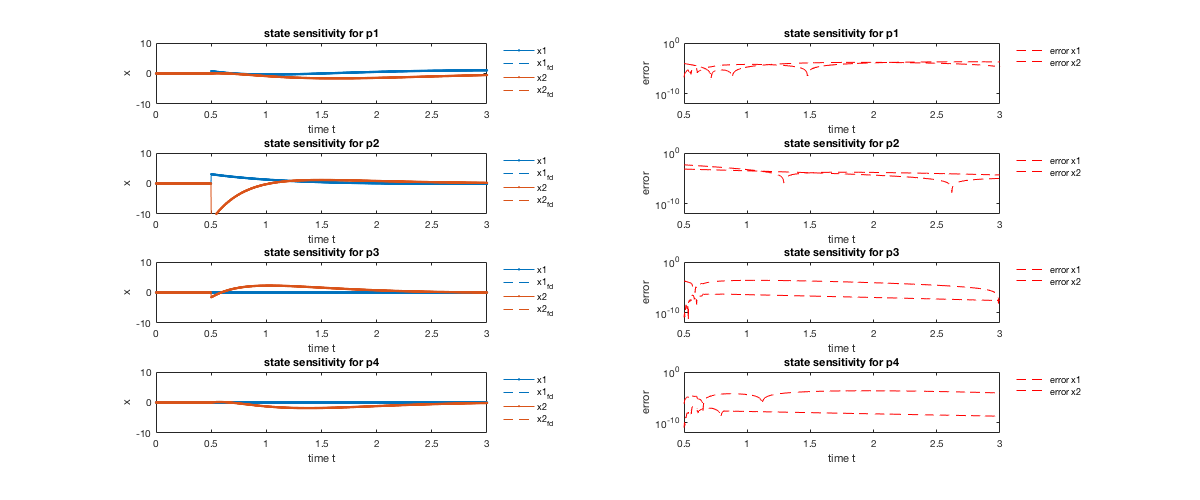 state sensitivity for p1
10
0
-10
x
0 0.5 1 1.5 2 2.5 3
time t
x1
x1fd
x2
x2fd
state sensitivity for p1
10^0
10^-10
error
0.5 1 1.5 2 2.5 3
time t
error x1
error x2
state sensitivity for p2
10
0
-10
x
0 0.5 1 1.5 2 2.5 3
time t
x1
x1fd
x2
x2fd
state sensitivity for p2
10^0
10^-10
error
0.5 1 1.5 2 2.5 3
time t
error x1
error x2
state sensitivity for p3
10
0
-10
x
0 0.5 1 1.5 2 2.5 3
time t
x1
x1fd
x2
x2fd
state sensitivity for p3
10^0
10^-10
error
0.5 1 1.5 2 2.5 3
time t
error x1
error x2
state sensitivity for p4
10
0
-10
x
0 0.5 1 1.5 2 2.5 3
time t
x1
x1fd
x2
x2fd
state sensitivity for p4
10^0
10^-10
error
0.5 1 1.5 2 2.5 3
time t
error x1
error x2